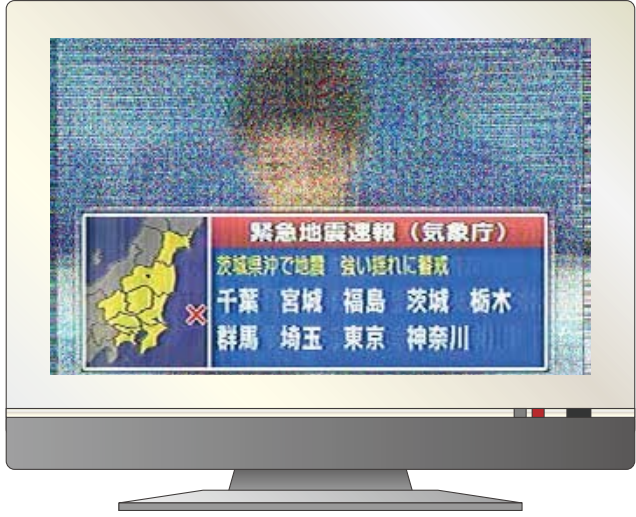 緊急地震速報（気象庁）
茨城県沖で地震　強い揺れに警戒
千葉　宮城　福島　茨城　栃木
群馬　埼玉　東京　神奈川